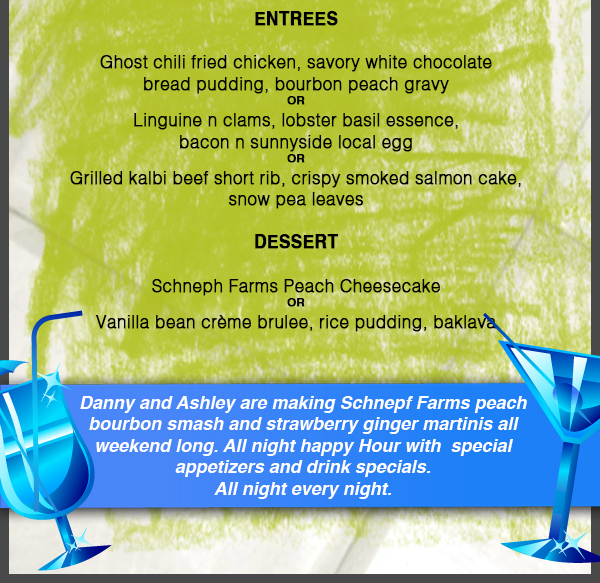 ENTREES
Ghost chili fried chicken, savory white chocolate
bread pudding, bourbon peach gravy
OR
Linguine n clams, lobster basil essence,
bacon n sunnyside local egg
OR
Grilled kalbi beef short rib, crispy smoked salmon cake,
snow pea leaves
DESSERT
Schneph Farms Peach Cheesecake
OR
Vanilla bean crème brulee, rice pudding, baklava
Danny and Ashley are making Schnepf Farms peach
bourbon smash and strawberry ginger martinis all
weekend long. All night happy Hour with  special
appetizers and drink specials.
All night every night.